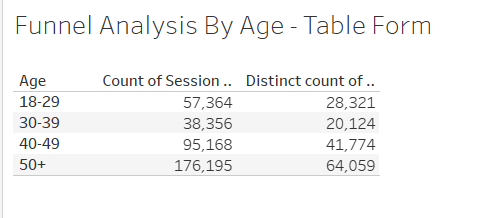 Funnel Analysis By Age - Table Form
Age Count of Session .. Distinct count of ..
18-29 57,364 28,321
30-39 38,356 20,124
40-49 95,168 41,774
50+ 176,195 64,059